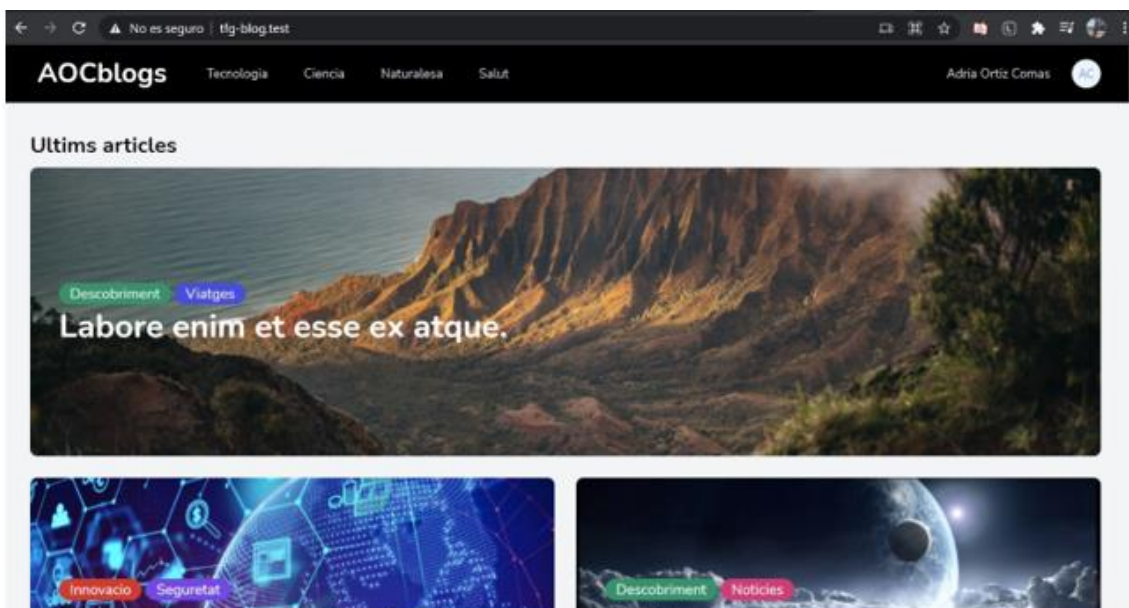 No es seguro | tfg-blog.test
AOCblogs Tecnologia Ciencia Naturalesa Salut Adria Ortiz Comas AC
Ultims articles
Descobriment Viatges
Labore enim et esse ex atque.
Innovacio Seguretat Descobriment Noticies